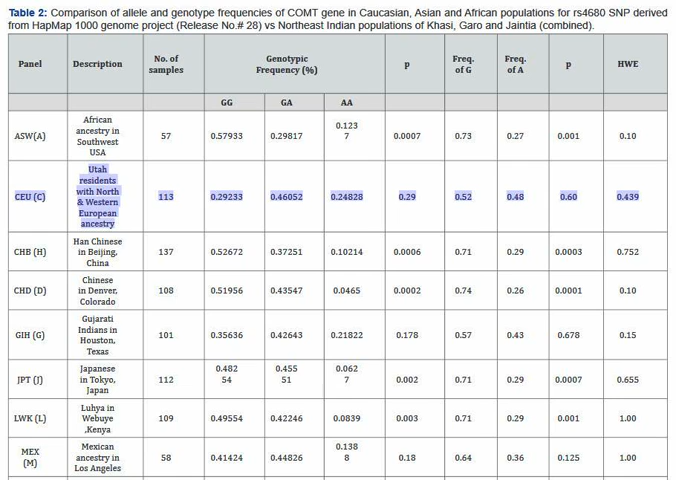 Table 2: Comparison of allele and genotype frequencies of COMT gene in Caucasian, Asian and African populations for rs4680 SNP derived
from HapMap 1000 genome project (Release No.# 28) vs Northeast Indian populations of Khasi, Garo and Jaintia (combined).
Panel Description No. of samples Genotypic Frequency (%) p Freq. of G Freq. of A p HWE
GG GA AA
ASW(A) African ancestry in Southwest USA 57 0.57933 0.29817 0.1237 0.0007 0.73 0.27 0.001 0.10
CEU (C) Utah residents with North & Western European ancestry 113 0.29233 0.46052 0.24828 0.29 0.52 0.48 0.60 0.439
CHB (H) Han Chinese in Beijing, China 137 0.52672 0.37251 0.10214 0.0006 0.71 0.29 0.0003 0.752
CHD (D) Chinese in Denver, Colorado 108 0.51956 0.43547 0.0465 0.0002 0.74 0.26 0.0001 0.10
GIH (G) Gujarati Indians in Houston, Texas 101 0.35636 0.42643 0.21822 0.178 0.57 0.43 0.678 0.15
JPT (J) Japanese in Tokyo, Japan 112 0.48254 0.45551 0.0627 0.002 0.71 0.29 0.0007 0.655
LWK (L) Luhya in Webuye ,Kenya 109 0.49554 0.42246 0.0839 0.003 0.71 0.29 0.001 1.00
MEX (M) Mexican ancestry in Los Angeles 58 0.41424 0.44826 0.1388 0.18 0.64 0.36 0.125 1.00